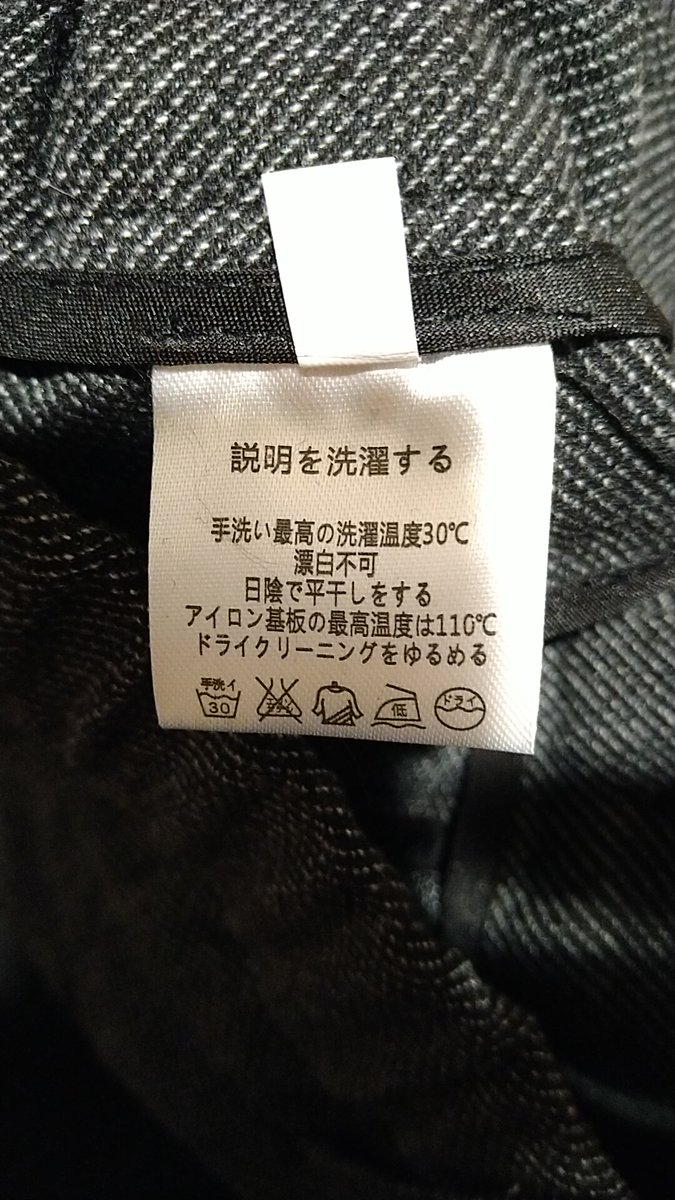 説明を洗濯する
手洗い最高の洗濯温度30℃
漂白不可
日陰で平干しをする
アイロン基板の最高温度は110℃
ドライクリーニングをゆるめる
手洗イ
30
低
ドライ